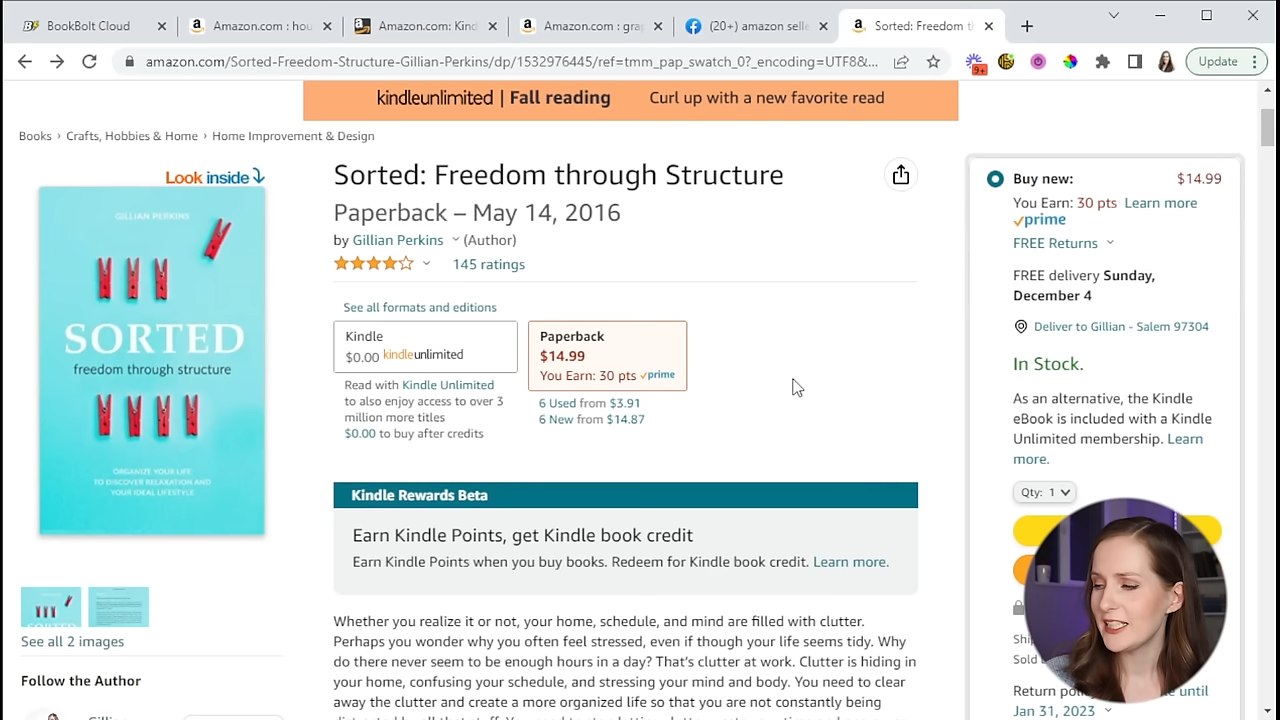 BookBolt Cloud
Amazon.com : hou
Amazon.com: Kind
Amazon.com : gra
(20+) amazon selle
Sorted: Freedom th
amazon.com/Sorted-Freedom-Structure-Gillian-Perkins/dp/1532976445/ref=tmm_pap_swatch_0?_encoding=UTF8&...
9+
Update
kindleunlimited | Fall reading
Curl up with a new favorite read
Books › Crafts, Hobbies & Home › Home Improvement & Design
Look inside
GILLIAN PERKINS
SORTED
freedom through structure
ORGANIZE YOUR LIFE
TO DISCOVER RELAXATION AND
YOUR IDEAL LIFESTYLE
SORTED
See all 2 images
Follow the Author
Sorted: Freedom through Structure
Paperback – May 14, 2016
by Gillian Perkins (Author)
145 ratings
See all formats and editions
Kindle
$0.00 kindleunlimited
Read with Kindle Unlimited
to also enjoy access to over 3
million more titles
$0.00 to buy after credits
Paperback
$14.99
You Earn: 30 pts prime
6 Used from $3.91
6 New from $14.87
Kindle Rewards Beta
Earn Kindle Points, get Kindle book credit
Earn Kindle Points when you buy books. Redeem for Kindle book credit. Learn more.
Whether you realize it or not, your home, schedule, and mind are filled with clutter.
Perhaps you wonder why you often feel stressed, even if though your life seems tidy. Why
do there never seem to be enough hours in a day? That's clutter at work. Clutter is hiding in
your home, confusing your schedule, and stressing your mind and body. You need to clear
away the clutter and create a more organized life so that you are not constantly being
Buy new: $14.99
You Earn: 30 pts Learn more
prime
FREE Returns
FREE delivery Sunday,
December 4
Deliver to Gillian - Salem 97304
In Stock.
As an alternative, the Kindle
eBook is included with a Kindle
Unlimited membership. Learn
more.
Qty: 1
Return until
Jan 31, 2023